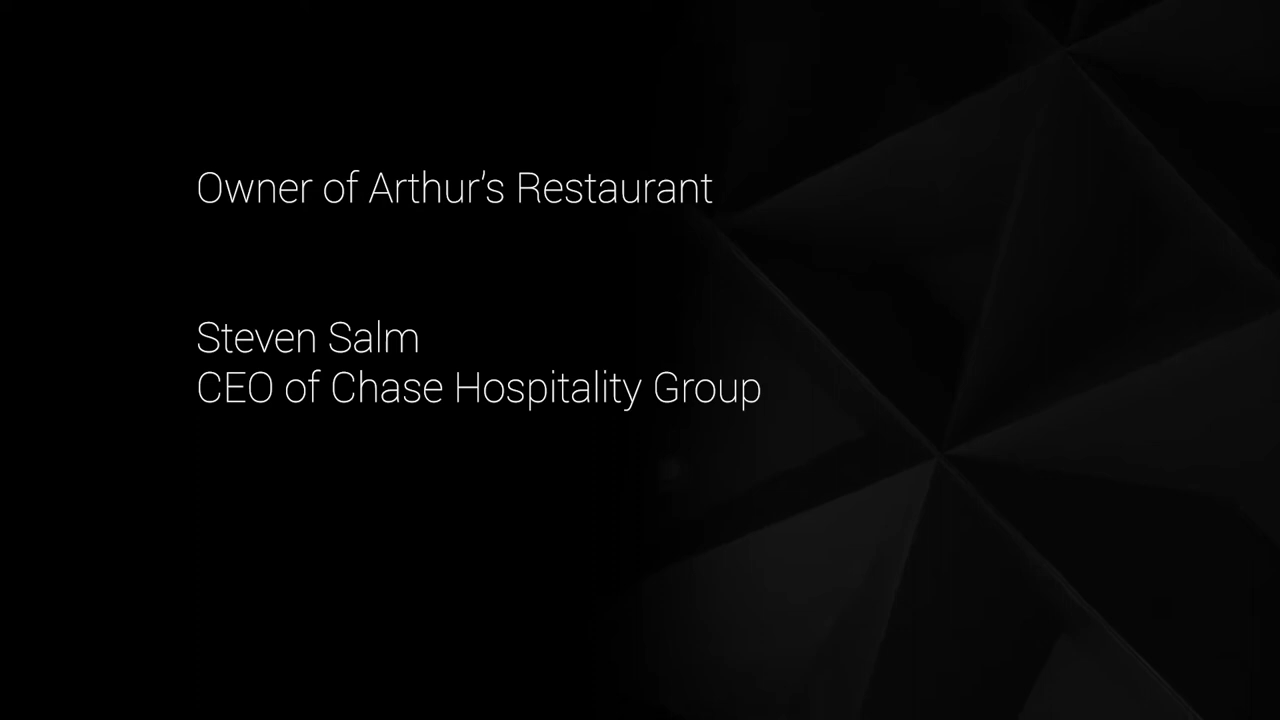 Owner of Arthur’s Restaurant
Steven Salm
CEO of Chase Hospitality Group